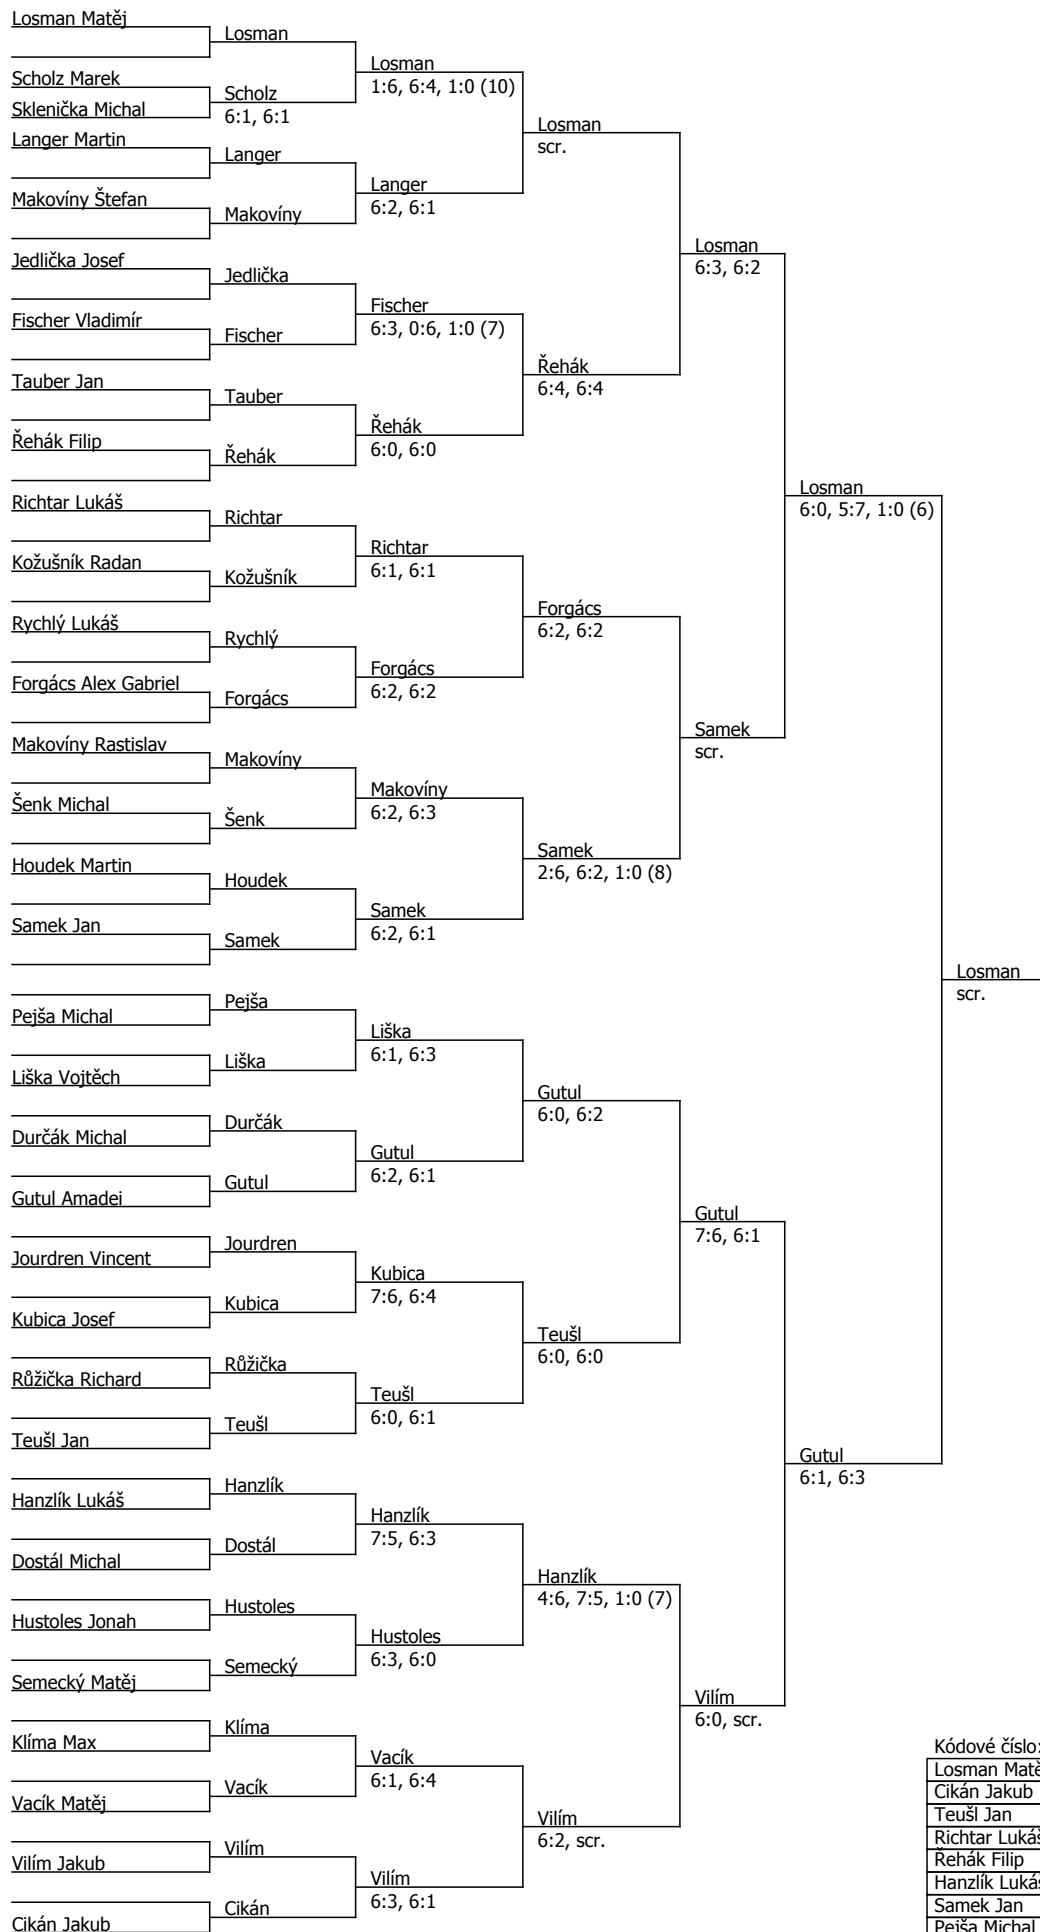 Losman Matěj
Scholz Marek
Sklenička Michal
Langer Martin
Makovíny Štefan
Jedlička Josef
Fischer Vladimír
Tauber Jan
Řehák Filip
Richtar Lukáš
Kožušník Radan
Rychlý Lukáš
Forgács Alex Gabriel
Makovíny Rastislav
Šenk Michal
Houdek Martin
Samek Jan
Pejša Michal
Liška Vojtěch
Durčák Michal
Gutul Amadei
Jourdren Vincent
Kubica Josef
Růžička Richard
Teušl Jan
Hanzlík Lukáš
Dostál Michal
Hustoles Jonah
Semecký Matěj
Klíma Max
Vacík Matěj
Vilím Jakub
Cikán Jakub
Losman
Scholz
6:1, 6:1
Langer
Makovíny
Jedlička
Fischer
Tauber
Řehák
Richtar
Kožušník
Rychlý
Forgács
Makovíny
Šenk
Houdek
Samek
Pejša
Liška
Durčák
Gutul
Jourdren
Kubica
Růžička
Teušl
Hanzlík
Dostál
Hustoles
Semecký
Klíma
Vacík
Vilím
Cikán
Losman
1:6, 6:4, 1:0 (10)
Langer
6:2, 6:1
Fischer
6:3, 0:6, 1:0 (7)
Řehák
6:0, 6:0
Richtar
6:1, 6:1
Forgács
6:2, 6:2
Makovíny
6:2, 6:3
Samek
6:2, 6:1
Liška
6:1, 6:3
Gutul
6:2, 6:1
Kubica
7:6, 6:4
Teušl
6:0, 6:1
Hanzlík
7:5, 6:3
Hustoles
6:3, 6:0
Vacík
6:1, 6:4
Vilím
6:3, 6:1
Losman
scr.
Řehák
6:4, 6:4
Forgács
6:2, 6:2
Samek
2:6, 6:2, 1:0 (8)
Gutul
6:0, 6:2
Teušl
6:0, 6:0
Hanzlík
4:6, 7:5, 1:0 (7)
Vilím
6:2, scr.
Losman
6:3, 6:2
Samek
scr.
Gutul
7:6, 6:1
Vilím
6:0, scr.
Losman
6:0, 5:7, 1:0 (6)
Gutul
6:1, 6:3
Losman
scr.
Kódové číslo:
Losman Matě
Cikán Jakub
Teušl Jan
Richtar Lukáš
Řehák Filip
Hanzlík Lukáš
Samek Jan
Pejša Michal